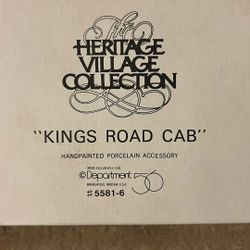 The
HERITAGE
VILLAGE
COLLECTION
"KINGS ROAD CAB"
HANDPAINTED PORCELAIN ACCESSORY
©Department 56
# 5581-6